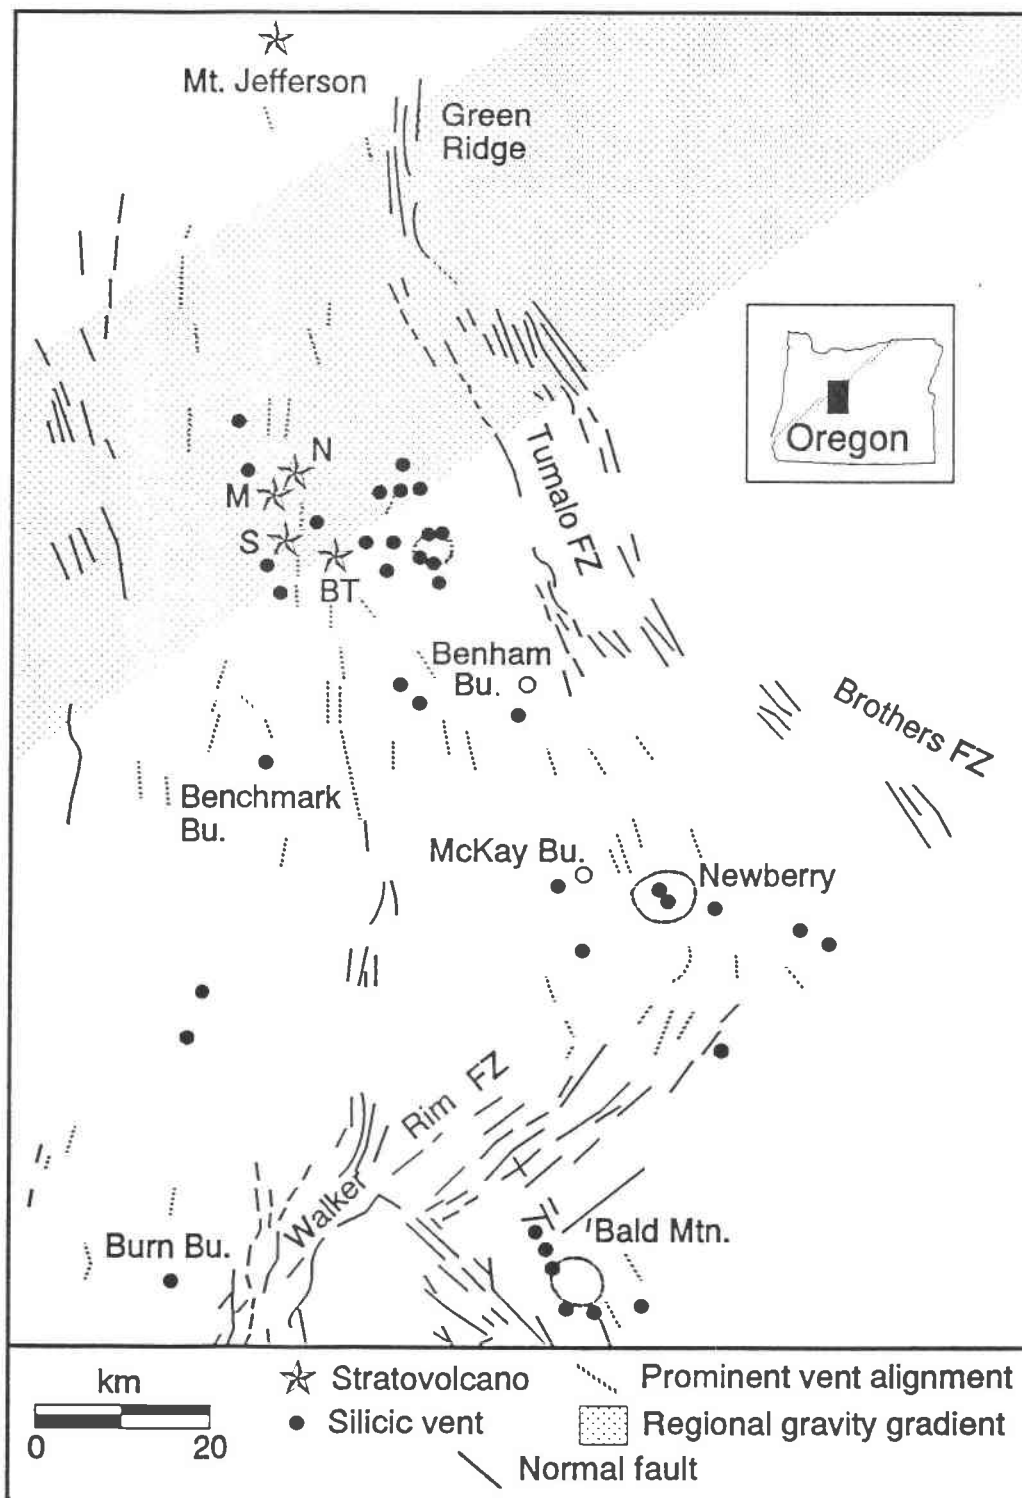 Mt. Jefferson
Green
Ridge
Oregon
N
M
S
BT
Tumalo FZ
Benham
Bu.
Brothers FZ
Benchmark
Bu.
McKay Bu.
Newberry
Walker Rim FZ
Bald Mtn.
Burn Bu.
km
0 20
Stratovolcano
Silicic vent
Prominent vent alignment
Regional gravity gradient
Normal fault